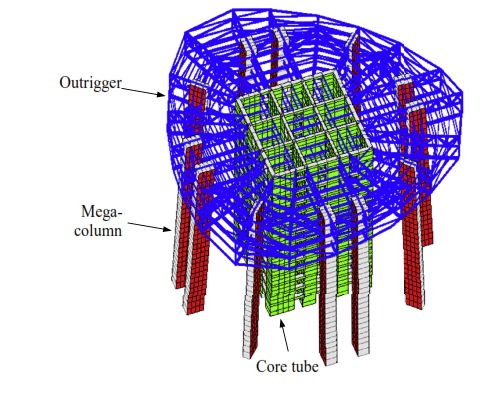 Outrigger
Mega-
column
Core tube